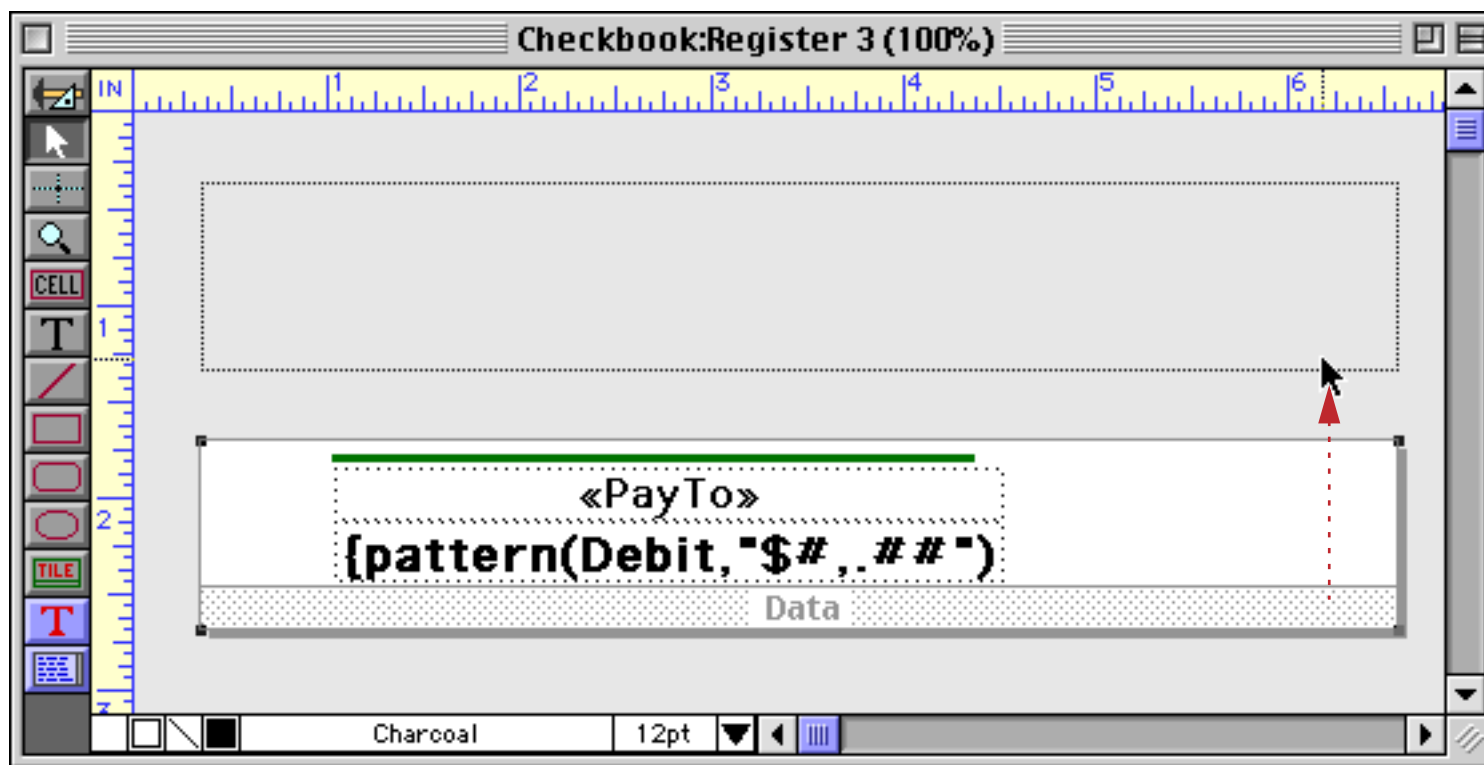 Checkbook:Register 3 (100%)
IN 1 2 3 4 5 6
CELL
T
1
«PayTo»
2
{pattern(Debit,"$#,.##")
TILE
T
Data
3
Charcoal 12pt